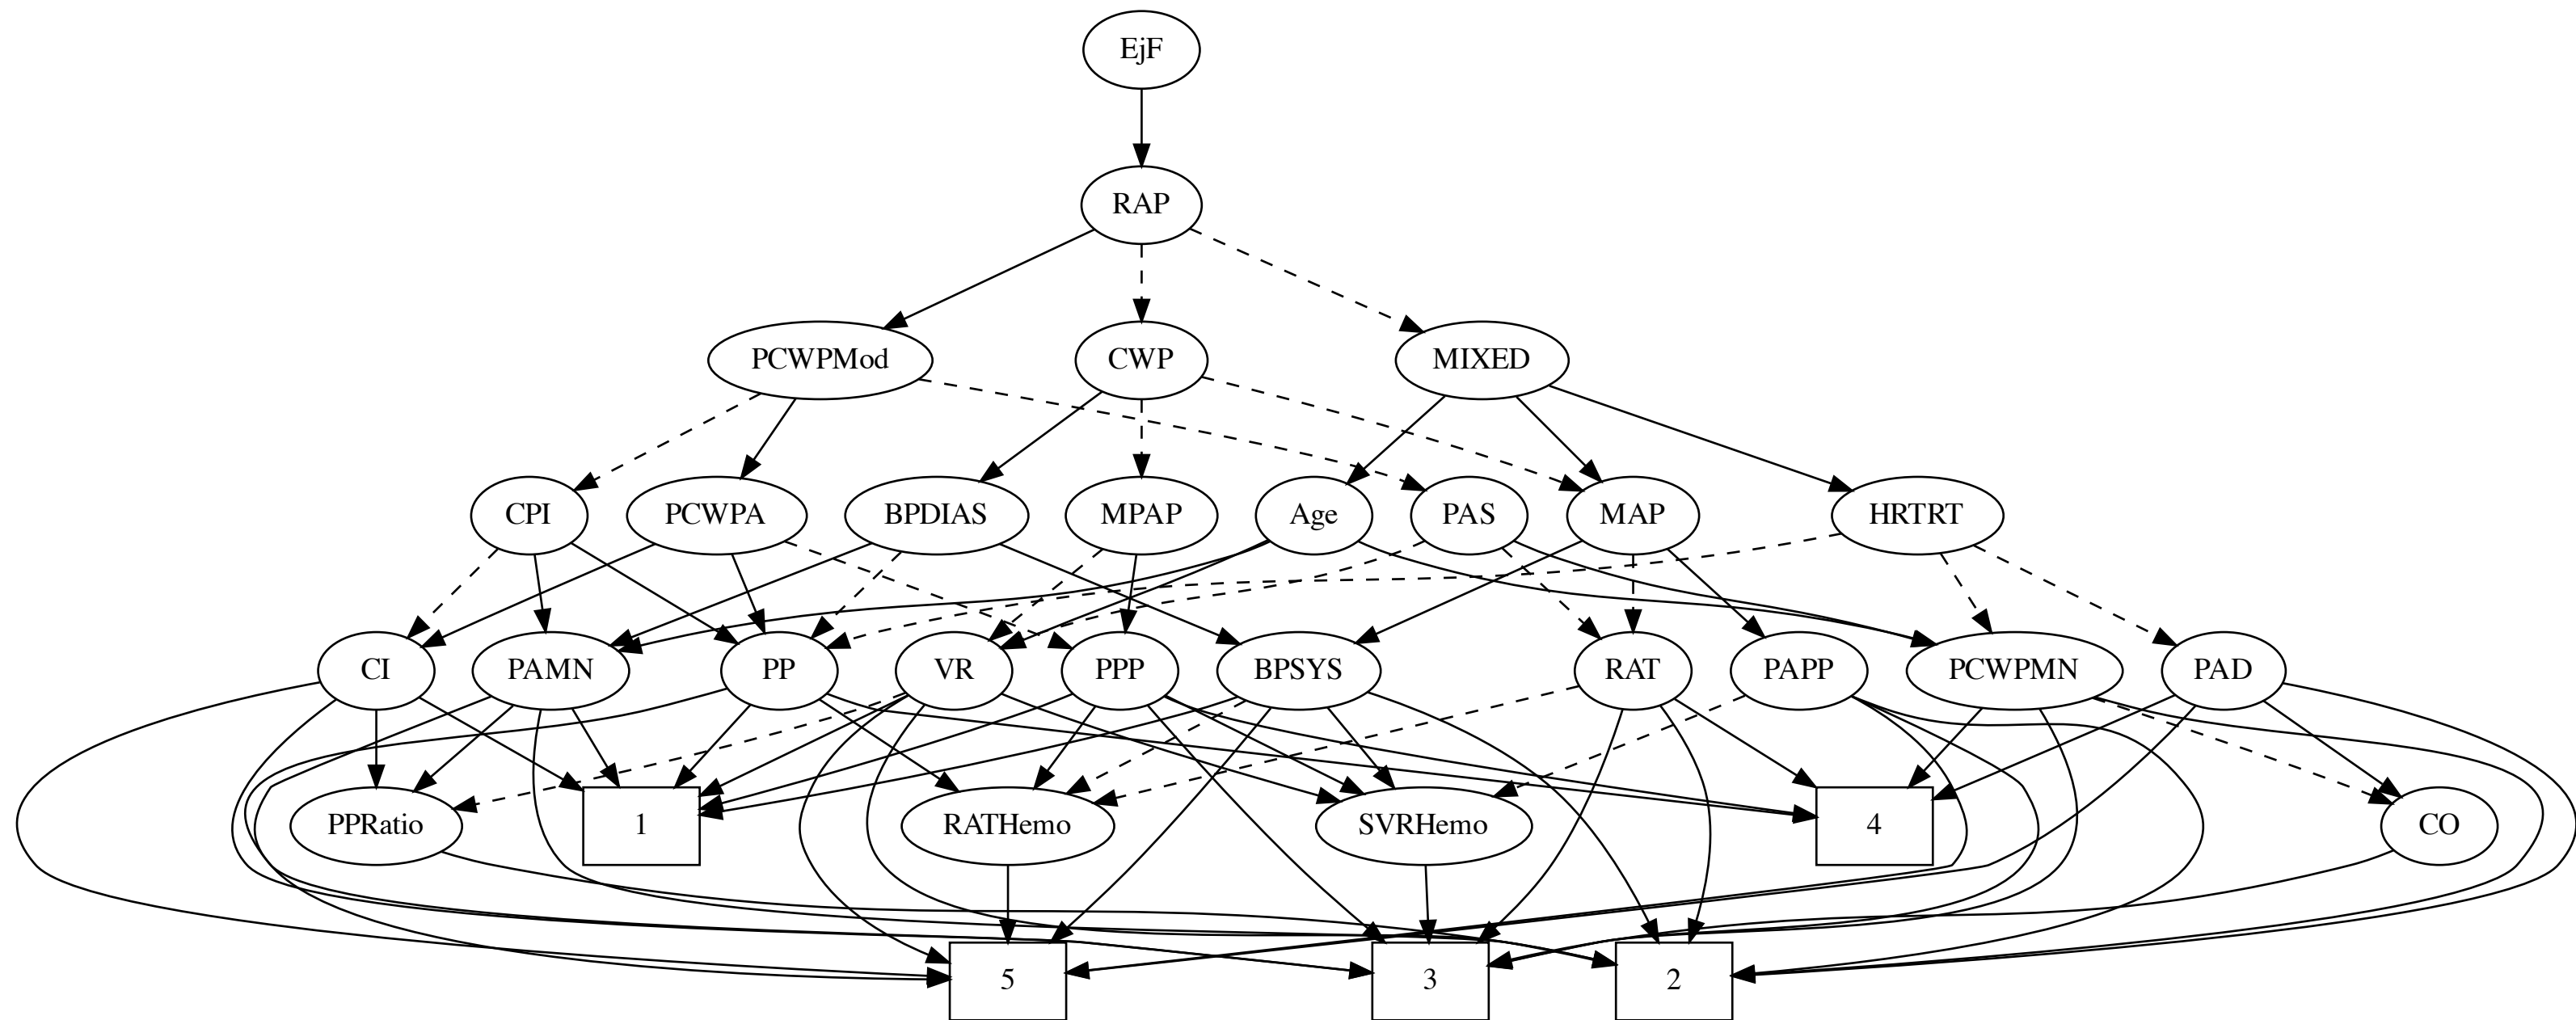 EjF
RAP
PCWPMod
CWP
MIXED
CPI
PCWPA
BPDIAS
MPAP
Age
PAS
MAP
HRTRT
CI
PAMN
PP
VR
PPP
BPSYS
RAT
PAPP
PCWPMN
PAD
PPRatio
1
RATHemo
SVRHemo
4
CO
5
3
2